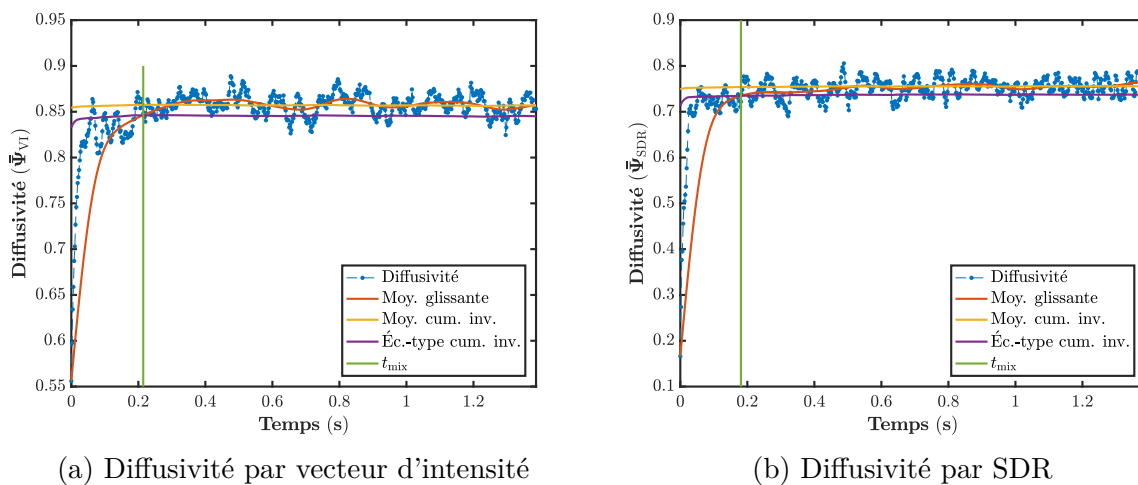 0.95
0.9
0.85
0.8
0.75
0.7
0.65
0.6
0.55
0
0.2
0.4
0.6
0.8
1
1.2
Diffusivité (Ψ̄VI)
Temps (s)
Diffusivité
Moy. glissante
Moy. cum. inv.
Éc.-type cum. inv.
tmix
(a) Diffusivité par vecteur d'intensité
0.9
0.8
0.7
0.6
0.5
0.4
0.3
0.2
0.1
0
0.2
0.4
0.6
0.8
1
1.2
Diffusivité (Ψ̄SDR)
Temps (s)
Diffusivité
Moy. glissante
Moy. cum. inv.
Éc.-type cum. inv.
tmix
(b) Diffusivité par SDR